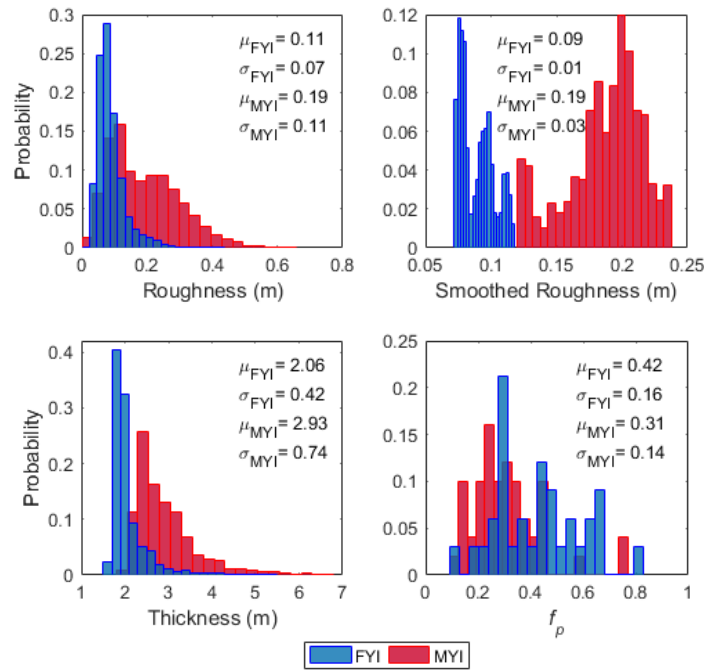 0.3
0.25
0.2
0.15
0.1
0.05
0
Probability
μFYI= 0.11
σFYI= 0.07
μMYI= 0.19
σMYI= 0.11
0 0.2 0.4 0.6 0.8
Roughness (m)
0.12
0.1
0.08
0.06
0.04
0.02
0
μFYI= 0.09
σFYI= 0.01
μMYI= 0.19
σMYI= 0.03
0.05 0.1 0.15 0.2 0.25
Smoothed Roughness (m)
0.4
0.3
0.2
0.1
0
Probability
μFYI= 2.06
σFYI= 0.42
μMYI= 2.93
σMYI= 0.74
1 2 3 4 5 6 7
Thickness (m)
0.25
0.2
0.15
0.1
0.05
0
μFYI= 0.42
σFYI= 0.16
μMYI= 0.31
σMYI= 0.14
0 0.2 0.4 0.6 0.8 1
fp
FYI MYI